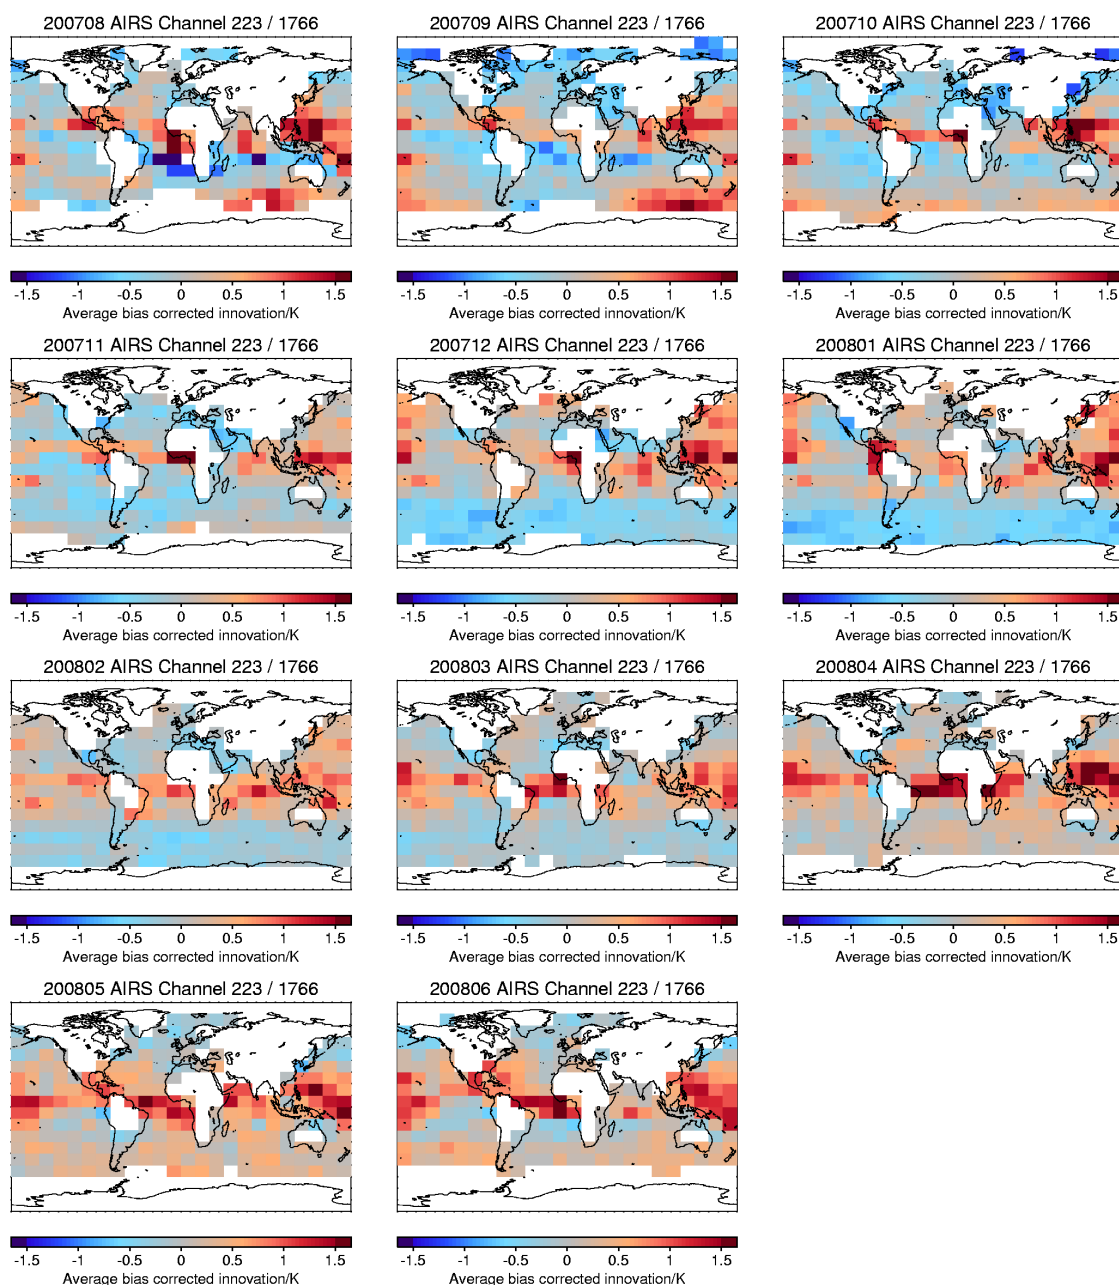 200708 AIRS Channel 223 / 1766
200709 AIRS Channel 223 / 1766
200710 AIRS Channel 223 / 1766
-1.5 -1 -0.5 0 0.5 1 1.5
-1.5 -1 -0.5 0 0.5 1 1.5
-1.5 -1 -0.5 0 0.5 1 1.5
Average bias corrected innovation/K
Average bias corrected innovation/K
Average bias corrected innovation/K
200711 AIRS Channel 223 / 1766
200712 AIRS Channel 223 / 1766
200801 AIRS Channel 223 / 1766
-1.5 -1 -0.5 0 0.5 1 1.5
-1.5 -1 -0.5 0 0.5 1 1.5
-1.5 -1 -0.5 0 0.5 1 1.5
Average bias corrected innovation/K
Average bias corrected innovation/K
Average bias corrected innovation/K
200802 AIRS Channel 223 / 1766
200803 AIRS Channel 223 / 1766
200804 AIRS Channel 223 / 1766
-1.5 -1 -0.5 0 0.5 1 1.5
-1.5 -1 -0.5 0 0.5 1 1.5
-1.5 -1 -0.5 0 0.5 1 1.5
Average bias corrected innovation/K
Average bias corrected innovation/K
Average bias corrected innovation/K
200805 AIRS Channel 223 / 1766
200806 AIRS Channel 223 / 1766
-1.5 -1 -0.5 0 0.5 1 1.5
-1.5 -1 -0.5 0 0.5 1 1.5
Average bias corrected innovation/K
Average bias corrected innovation/K